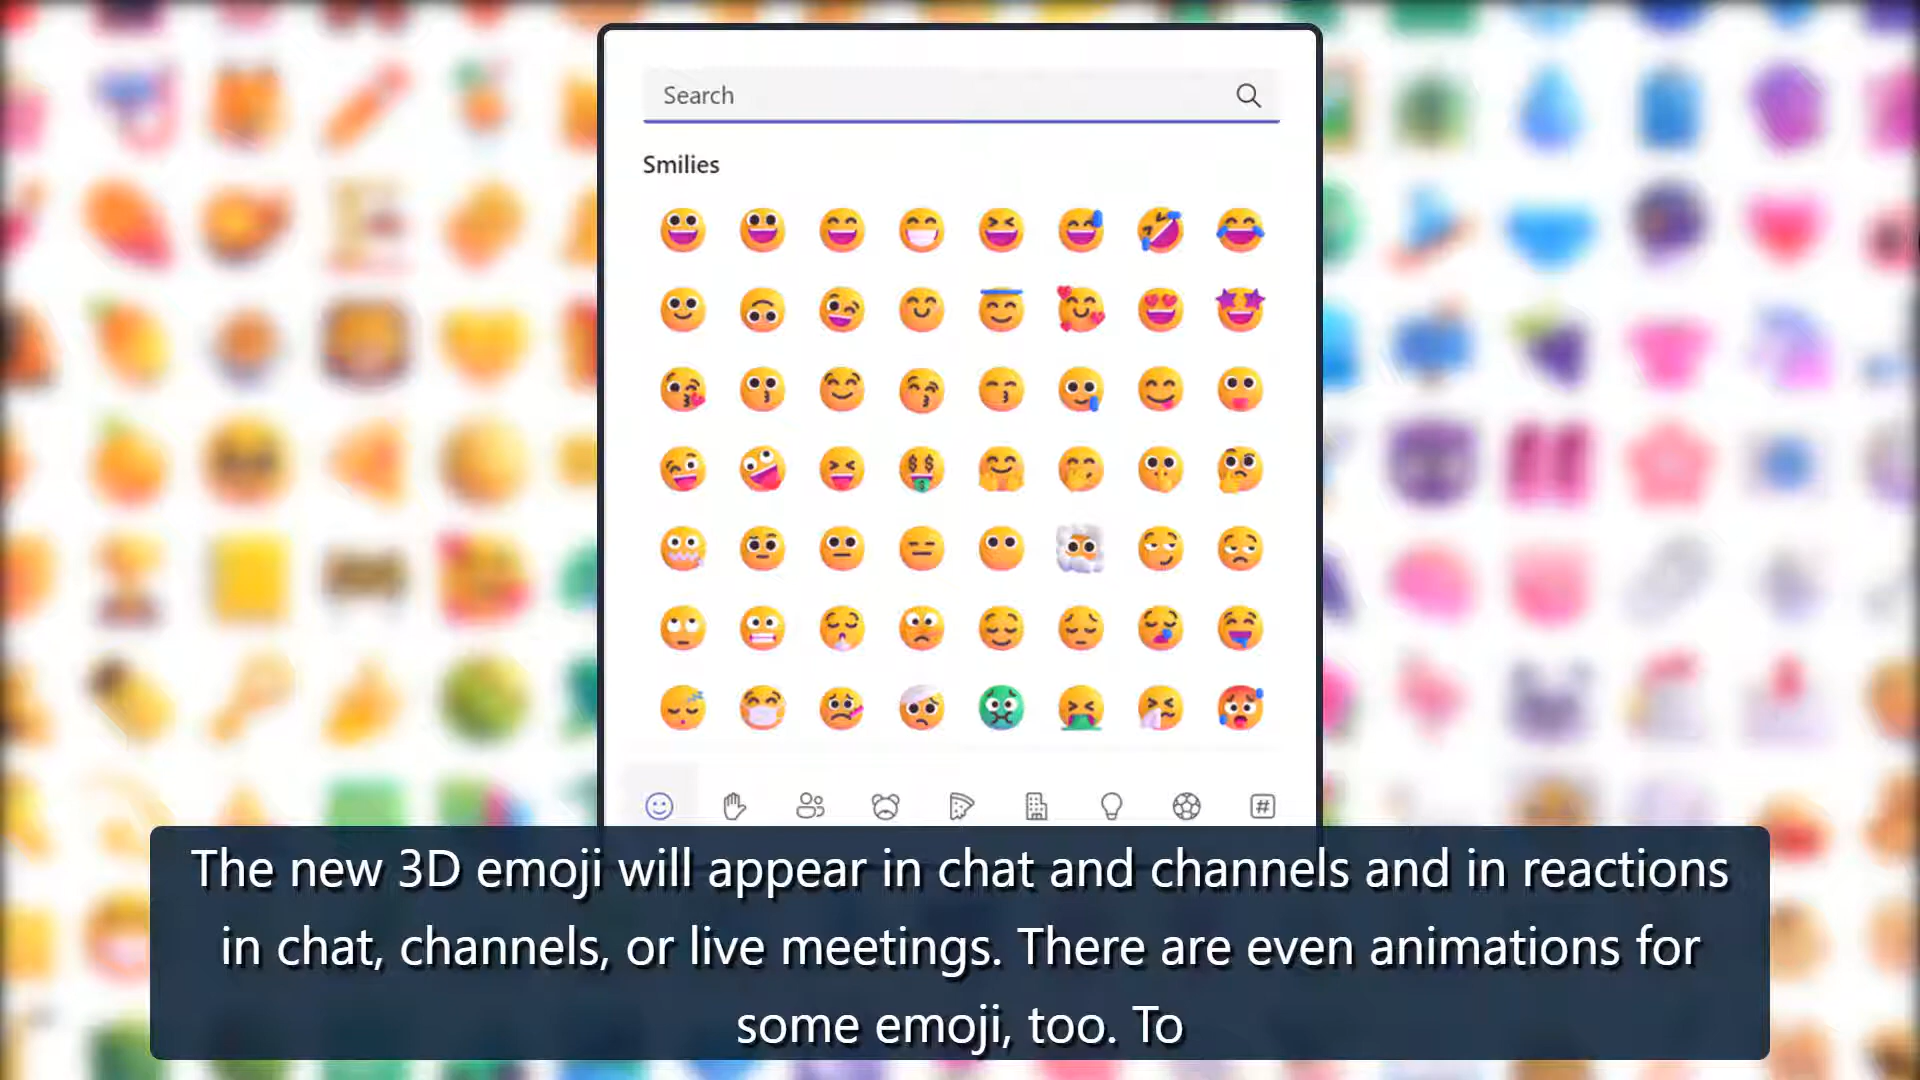 Search
Smilies
The new 3D emoji will appear in chat and channels and in reactions
in chat, channels, or live meetings. There are even animations for
some emoji, too. To